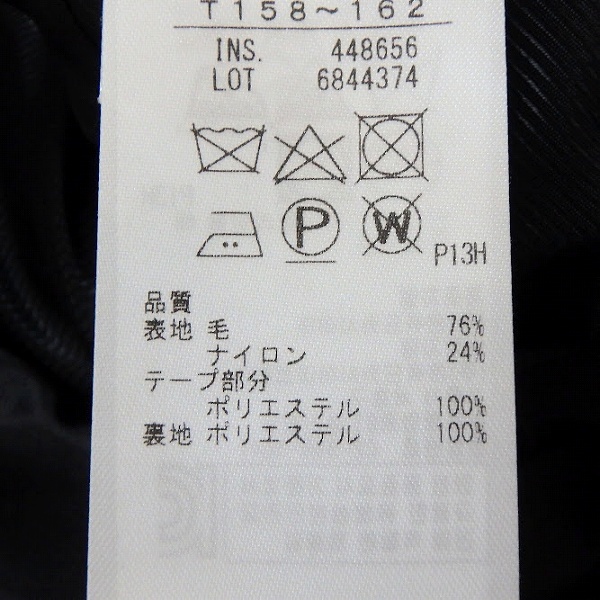 T158～162
INS. 448656
LOT 6844374
P
W
P13H
品質
表地 毛 76%
ナイロン 24%
テープ部分
ポリエステル 100%
裏地 ポリエステル 100%